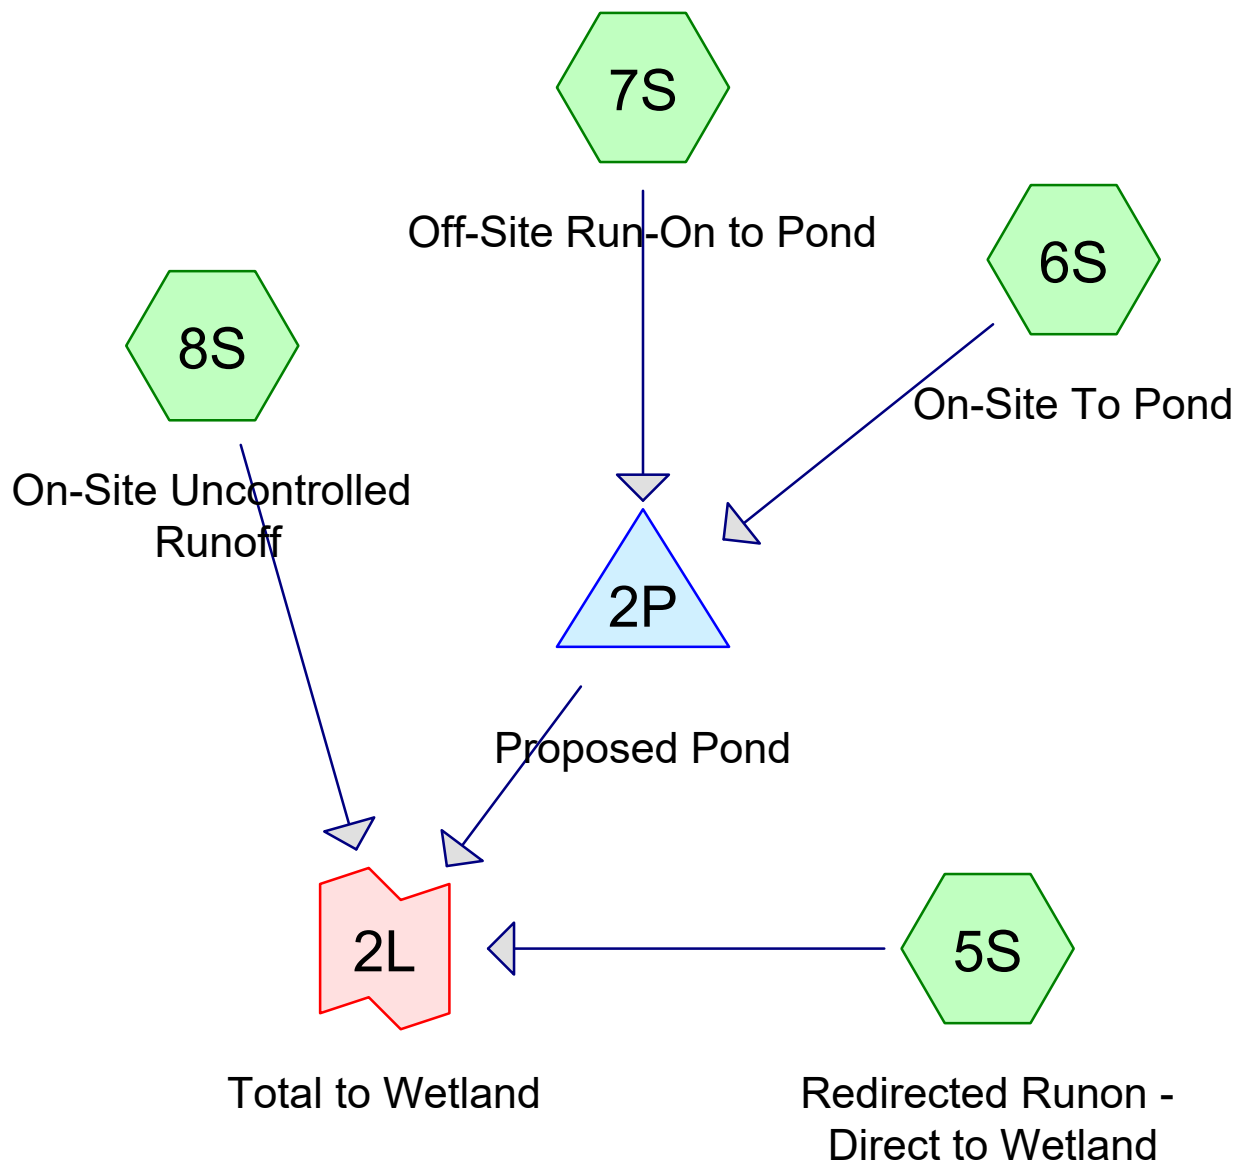 7S
Off-Site Run-On to Pond
6S
On-Site To Pond
8S
On-Site Uncontrolled
Runoff
2P
Proposed Pond
2L
Total to Wetland
5S
Redirected Runon -
Direct to Wetland